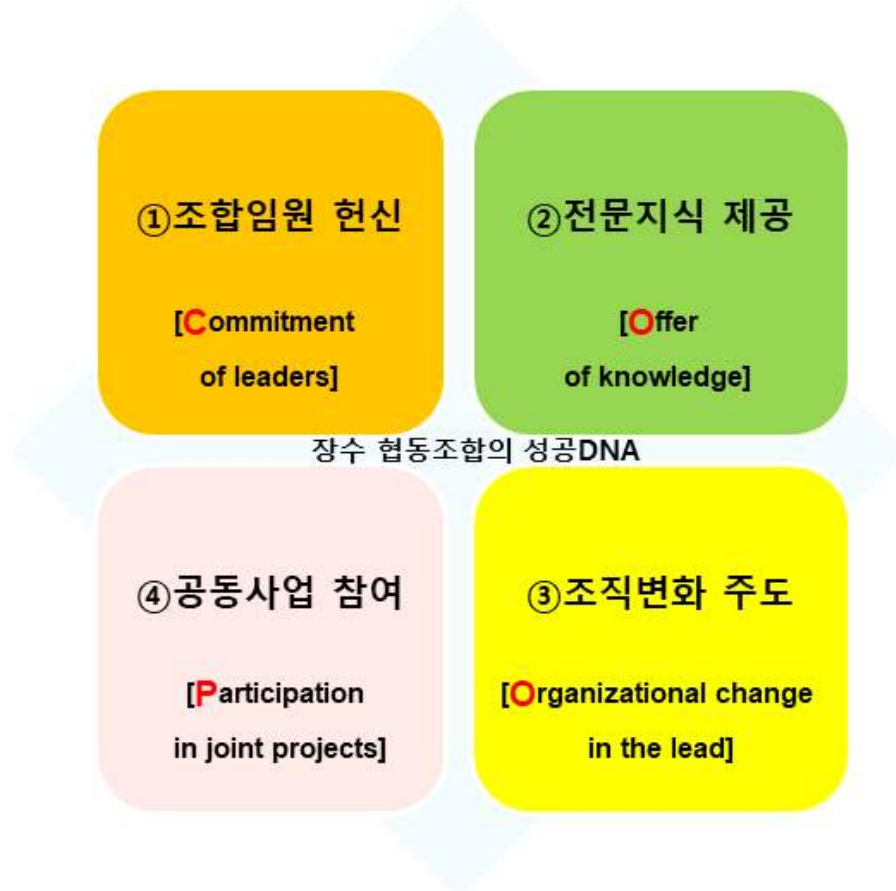 ①조합임원 헌신
[Commitment
of leaders]
②전문지식 제공
[Offer
of knowledge]
장수 협동조합의 성공DNA
④공동사업 참여
[Participation
in joint projects]
③조직변화 주도
[Organizational change
in the lead]